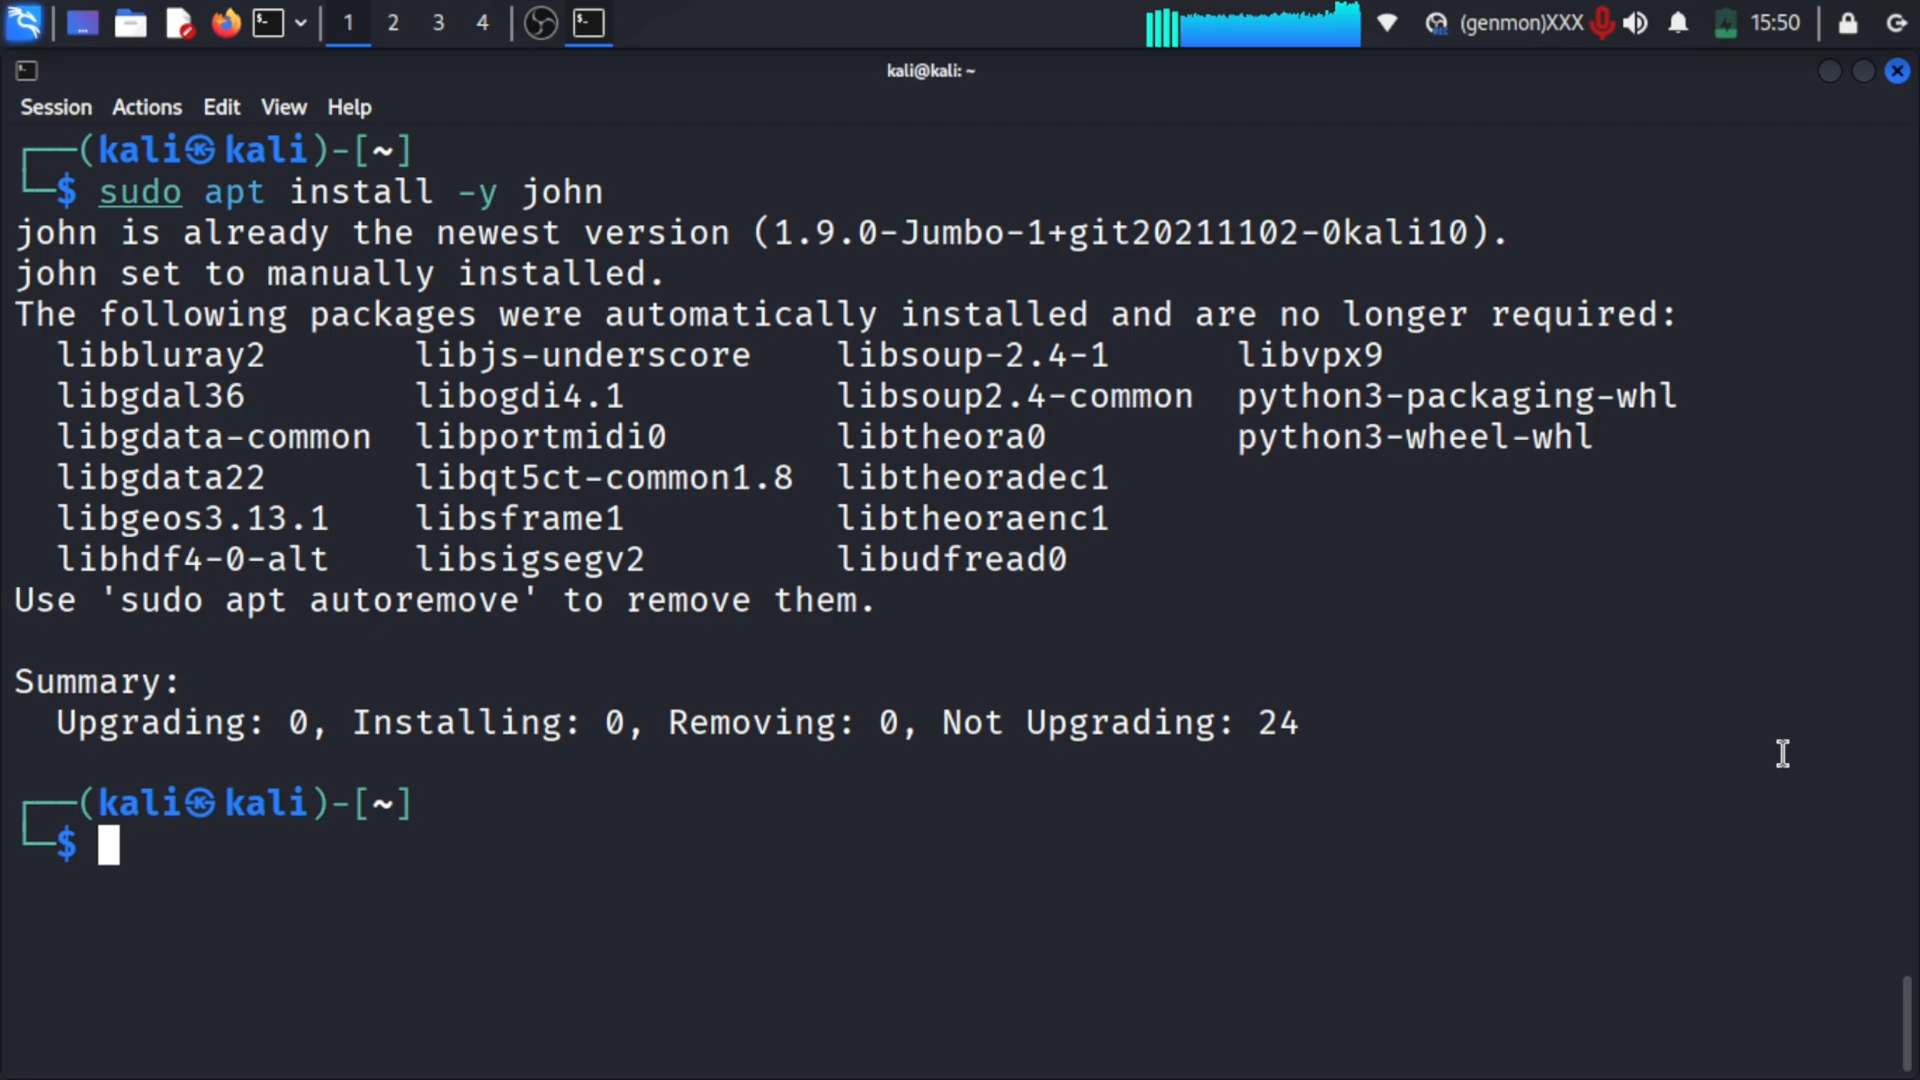 1 2 3 4 (genmon)XXX 15:50
kali@kali: ~
Session Actions Edit View Help
┌──(kali㉿kali)-[~]
└─$ sudo apt install -y john
john is already the newest version (1.9.0-Jumbo-1+git20211102-0kali10).
john set to manually installed.
The following packages were automatically installed and are no longer required:
libbluray2 libjs-underscore libsoup-2.4-1 libvpx9
libgdal36 libogdi4.1 libsoup2.4-common python3-packaging-whl
libgdata-common libportmidi0 libtheora0 python3-wheel-whl
libgdata22 libqt5ct-common1.8 libtheoradec1
libgeos3.13.1 libsframe1 libtheoraenc1
libhdf4-0-alt libsigsegv2 libudfread0
Use 'sudo apt autoremove' to remove them.
Summary:
Upgrading: 0, Installing: 0, Removing: 0, Not Upgrading: 24
┌──(kali㉿kali)-[~]
└─$